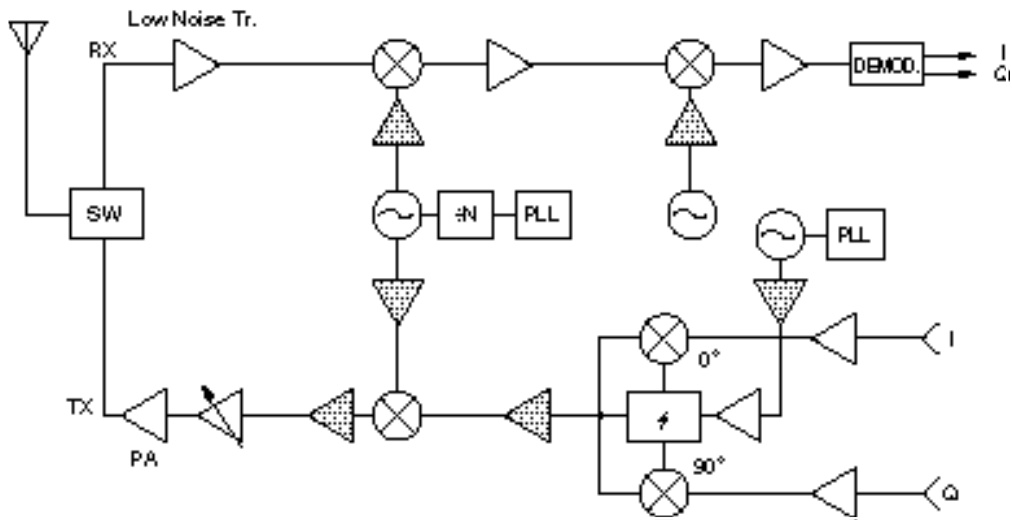 Low Noise Tr.
RX
DEMOD.
I
Q
SW
÷N
PLL
PLL
I
0°
TX
PA
90°
Q